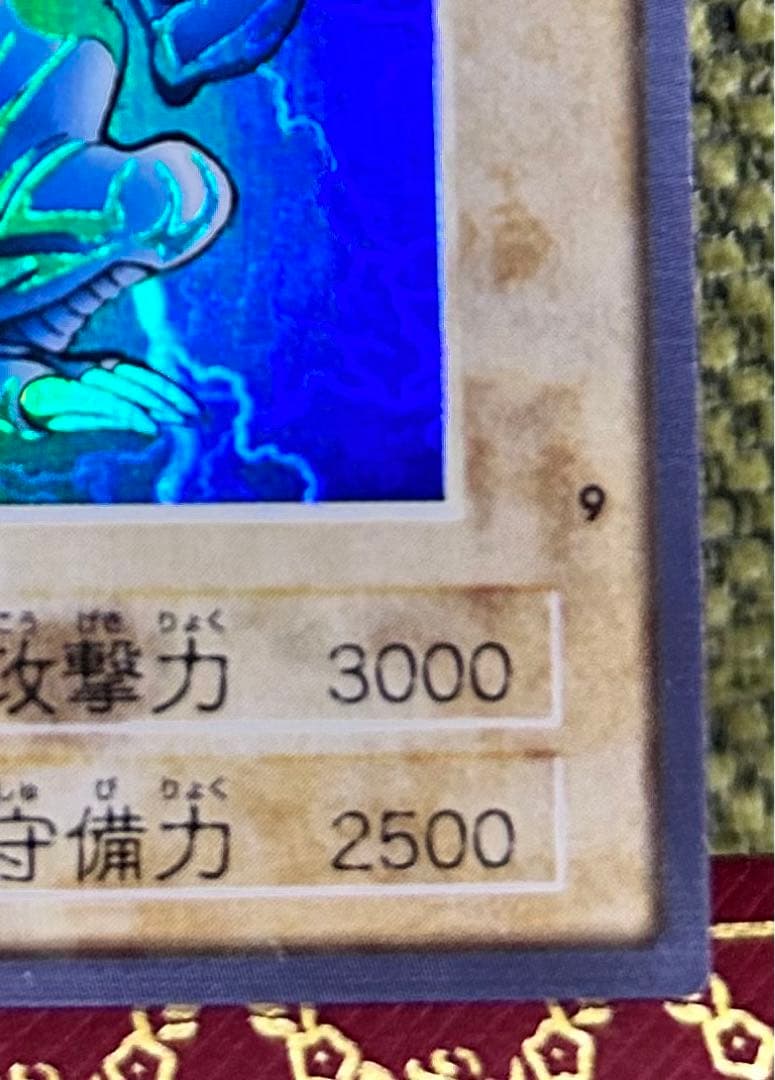 9
こう げき りょく
攻撃力 3000
しゅ び りょく
守備力 2500